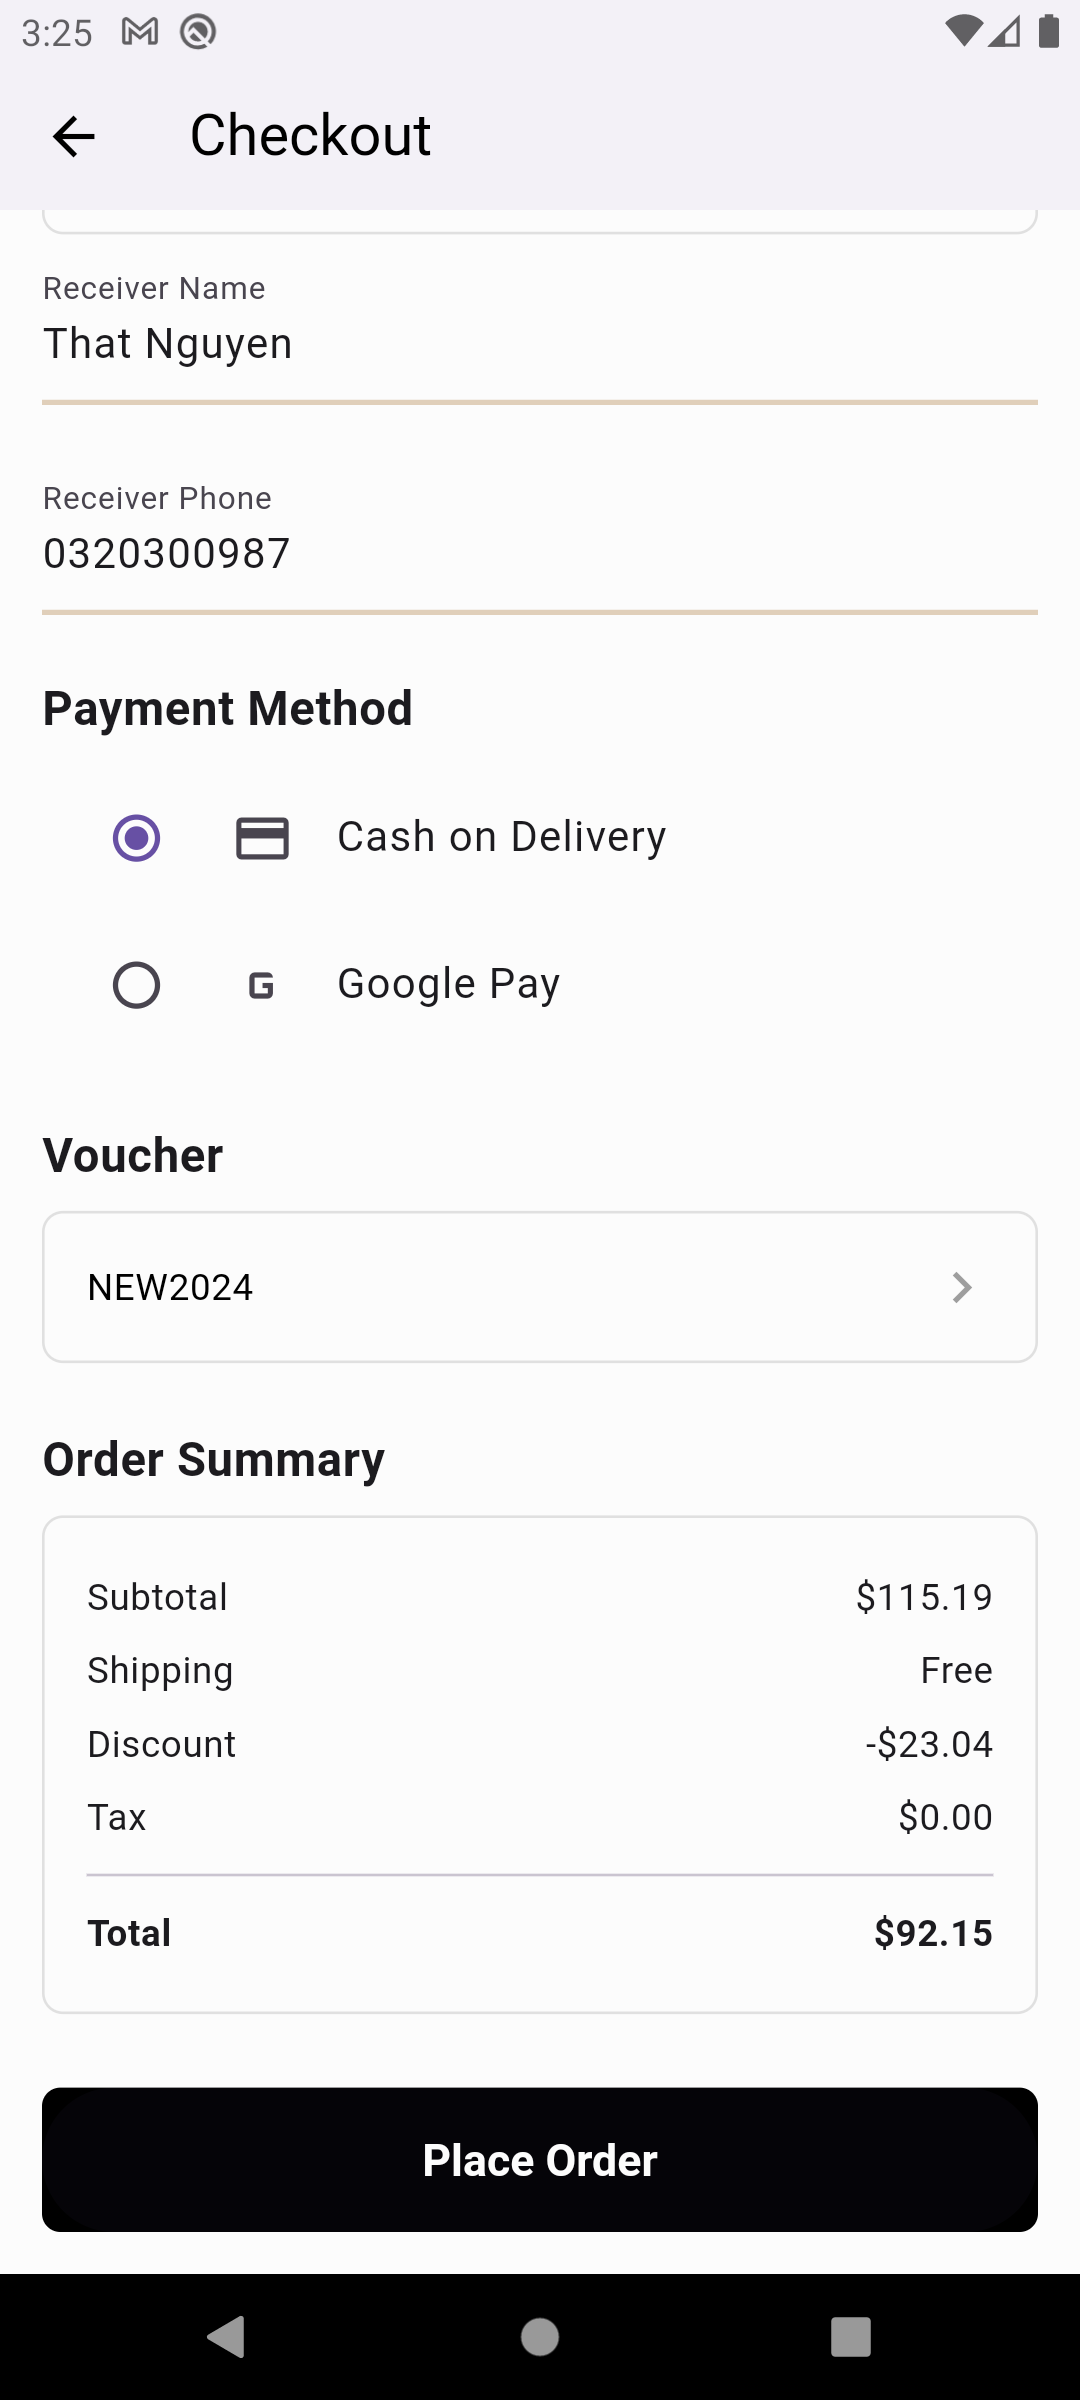 3:25
Checkout
Receiver Name
That Nguyen
Receiver Phone
0320300987
Payment Method
Cash on Delivery
G Google Pay
Voucher
NEW2024
Order Summary
Subtotal $115.19
Shipping Free
Discount -$23.04
Tax $0.00
Total $92.15
Place Order